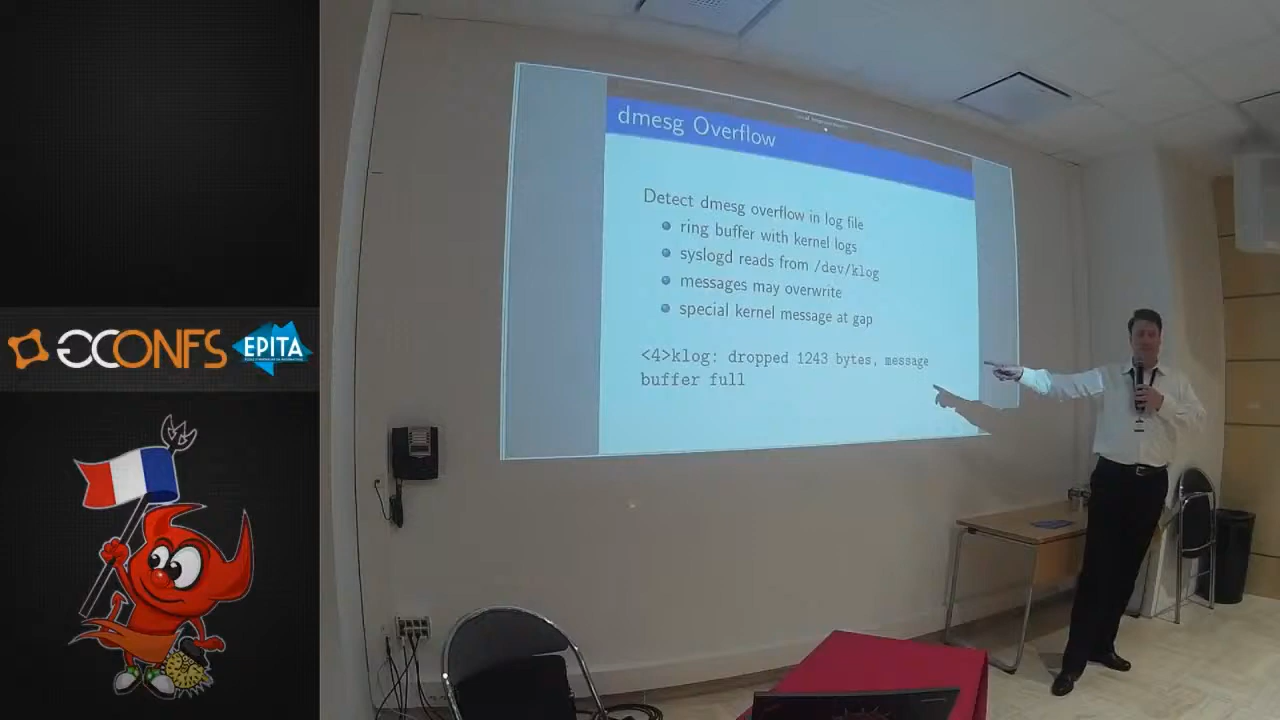 GCONFS
EPITA
dmesg Overflow
Detect dmesg overflow in log file
ring buffer with kernel logs
syslogd reads from /dev/klog
messages may overwrite
special kernel message at gap
<4>klog: dropped 1243 bytes, message
buffer full